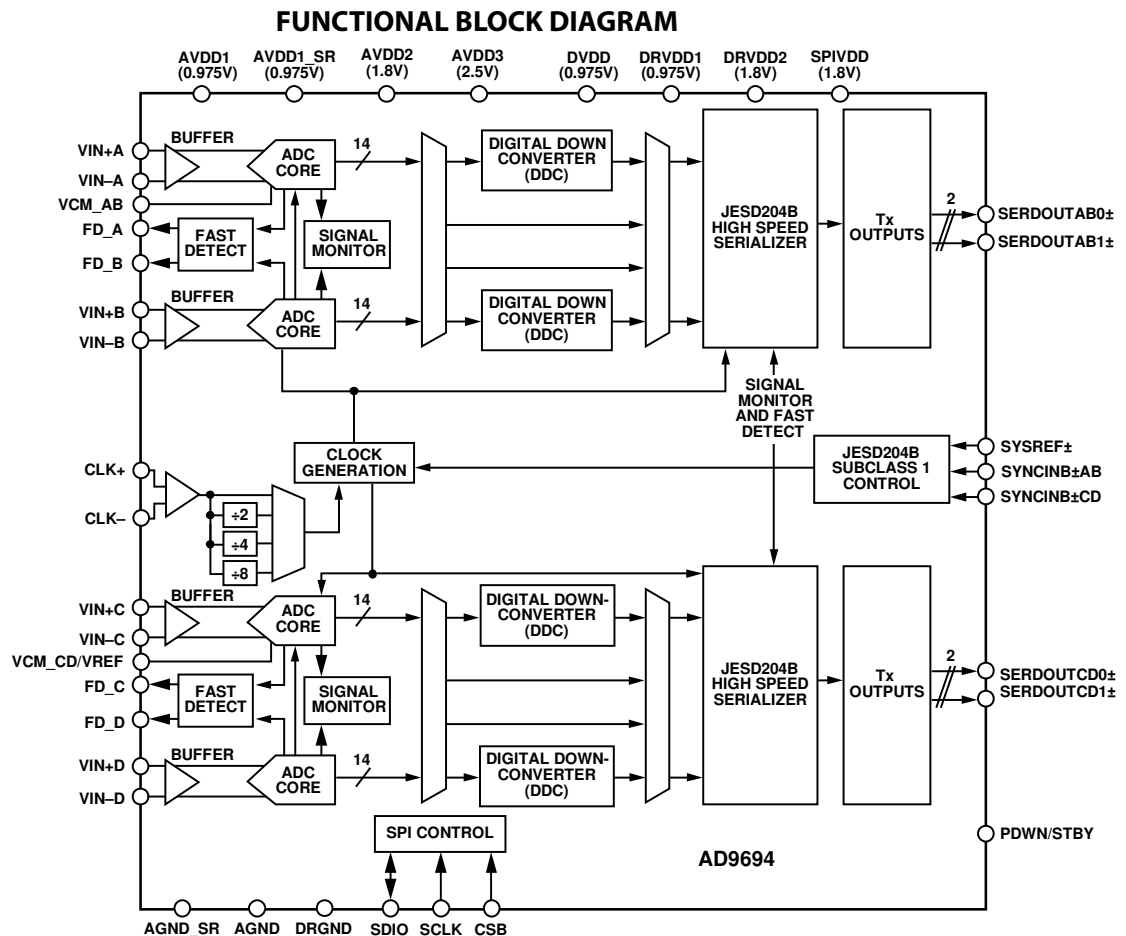 FUNCTIONAL BLOCK DIAGRAM
AVDD1
(0.975V)
AVDD1_SR
(0.975V)
AVDD2
(1.8V)
AVDD3
(2.5V)
DVDD
(0.975V)
DRVDD1
(0.975V)
DRVDD2
(1.8V)
SPIVDD
(1.8V)
VIN+A
VIN–A
VCM_AB
FD_A
FD_B
VIN+B
VIN–B
BUFFER
ADC
CORE
14
FAST
DETECT
SIGNAL
MONITOR
BUFFER
ADC
CORE
14
DIGITAL DOWN
CONVERTER
(DDC)
DIGITAL DOWN
CONVERTER
(DDC)
JESD204B
HIGH SPEED
SERIALIZER
Tx
OUTPUTS
2
SERDOUTAB0±
SERDOUTAB1±
SIGNAL
MONITOR
AND FAST
DETECT
CLOCK
GENERATION
JESD204B
SUBCLASS 1
CONTROL
SYSREF±
SYNCINB±AB
SYNCINB±CD
CLK+
CLK–
÷2
÷4
÷8
VIN+C
VIN–C
VCM_CD/VREF
FD_C
FD_D
VIN+D
VIN–D
BUFFER
ADC
CORE
14
FAST
DETECT
SIGNAL
MONITOR
BUFFER
ADC
CORE
14
DIGITAL DOWN-
CONVERTER
(DDC)
DIGITAL DOWN-
CONVERTER
(DDC)
JESD204B
HIGH SPEED
SERIALIZER
Tx
OUTPUTS
2
SERDOUTCD0±
SERDOUTCD1±
SPI CONTROL
AD9694
PDWN/STBY
AGND_SR
AGND
DRGND
SDIO
SCLK
CSB